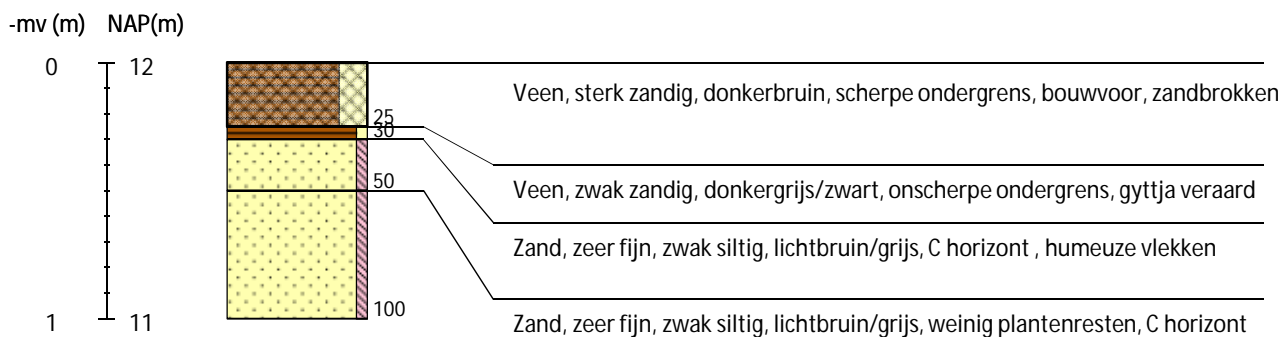 -mv (m) NAP(m)
0 12
Veen, sterk zandig, donkerbruin, scherpe ondergrens, bouwvoor, zandbrokken
25
30
Veen, zwak zandig, donkergrijs/zwart, onscherpe ondergrens, gyttja veraard
50
Zand, zeer fijn, zwak siltig, lichtbruin/grijs, C horizont , humeuze vlekken
100
1 11
Zand, zeer fijn, zwak siltig, lichtbruin/grijs, weinig plantenresten, C horizont